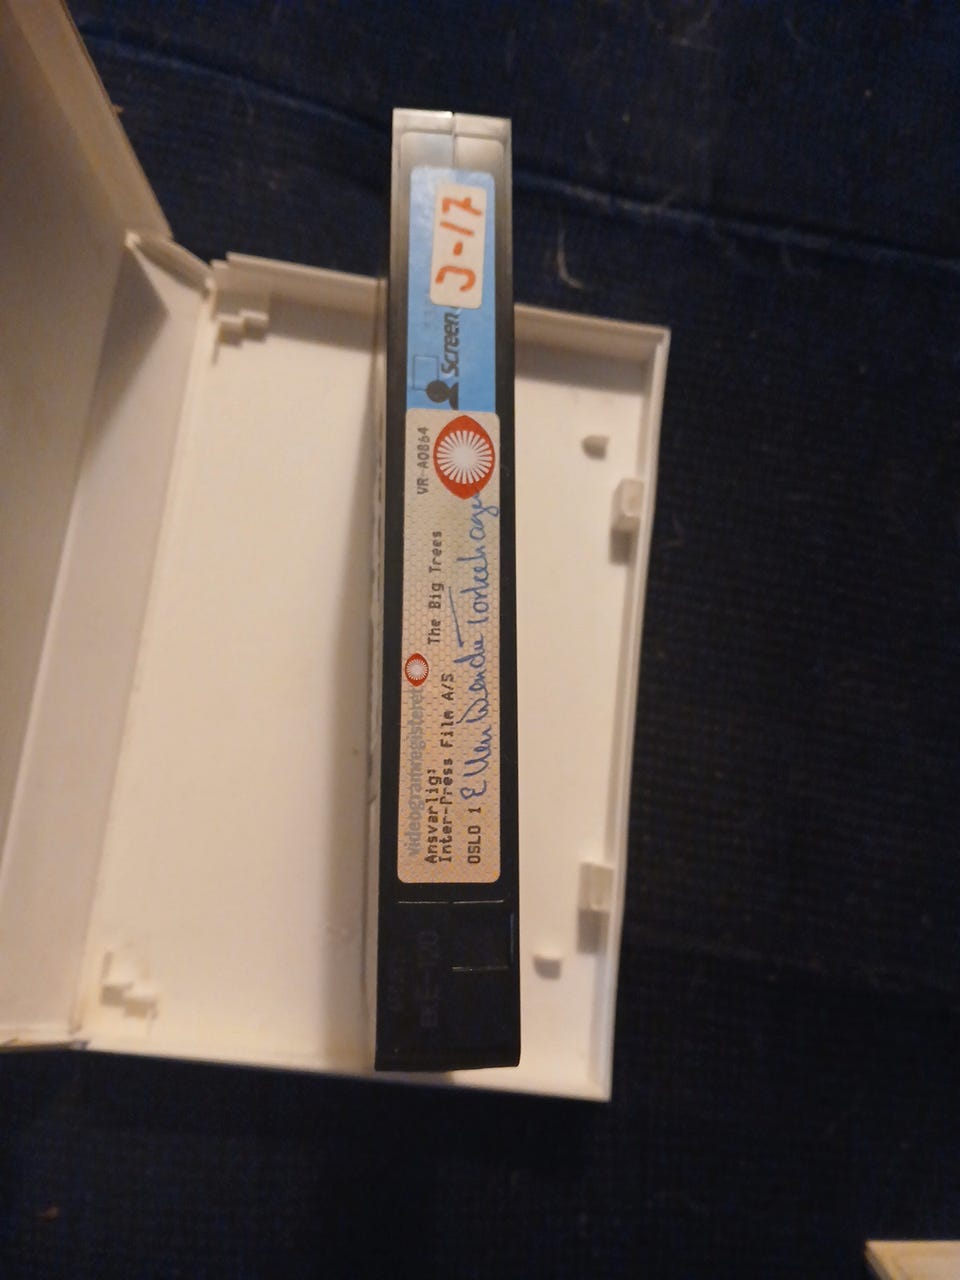 J-17
Screen
VR-A0864
videogramregisteret
Ansvarlig:
Inter-Press Film A/S The Big Trees
OSLO 1